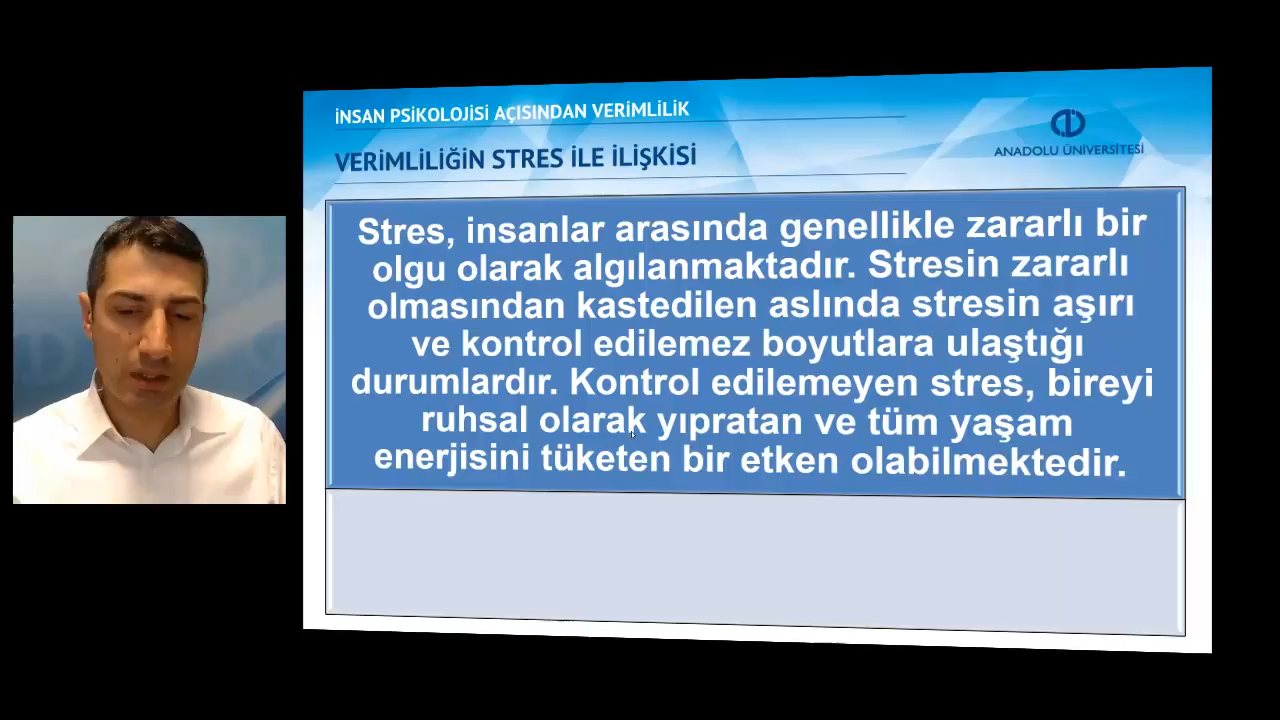 İNSAN PSİKOLOJİSİ AÇISINDAN VERİMLİLİK
VERİMLİLİĞİN STRES İLE İLİŞKİSİ
ANADOLU ÜNİVERSİTESİ
Stres, insanlar arasında genellikle zararlı bir
olgu olarak algılanmaktadır. Stresin zararlı
olmasından kastedilen aslında stresin aşırı
ve kontrol edilemez boyutlara ulaştığı
durumlardır. Kontrol edilemeyen stres, bireyi
ruhsal olarak yıpratan ve tüm yaşam
enerjisini tüketen bir etken olabilmektedir.